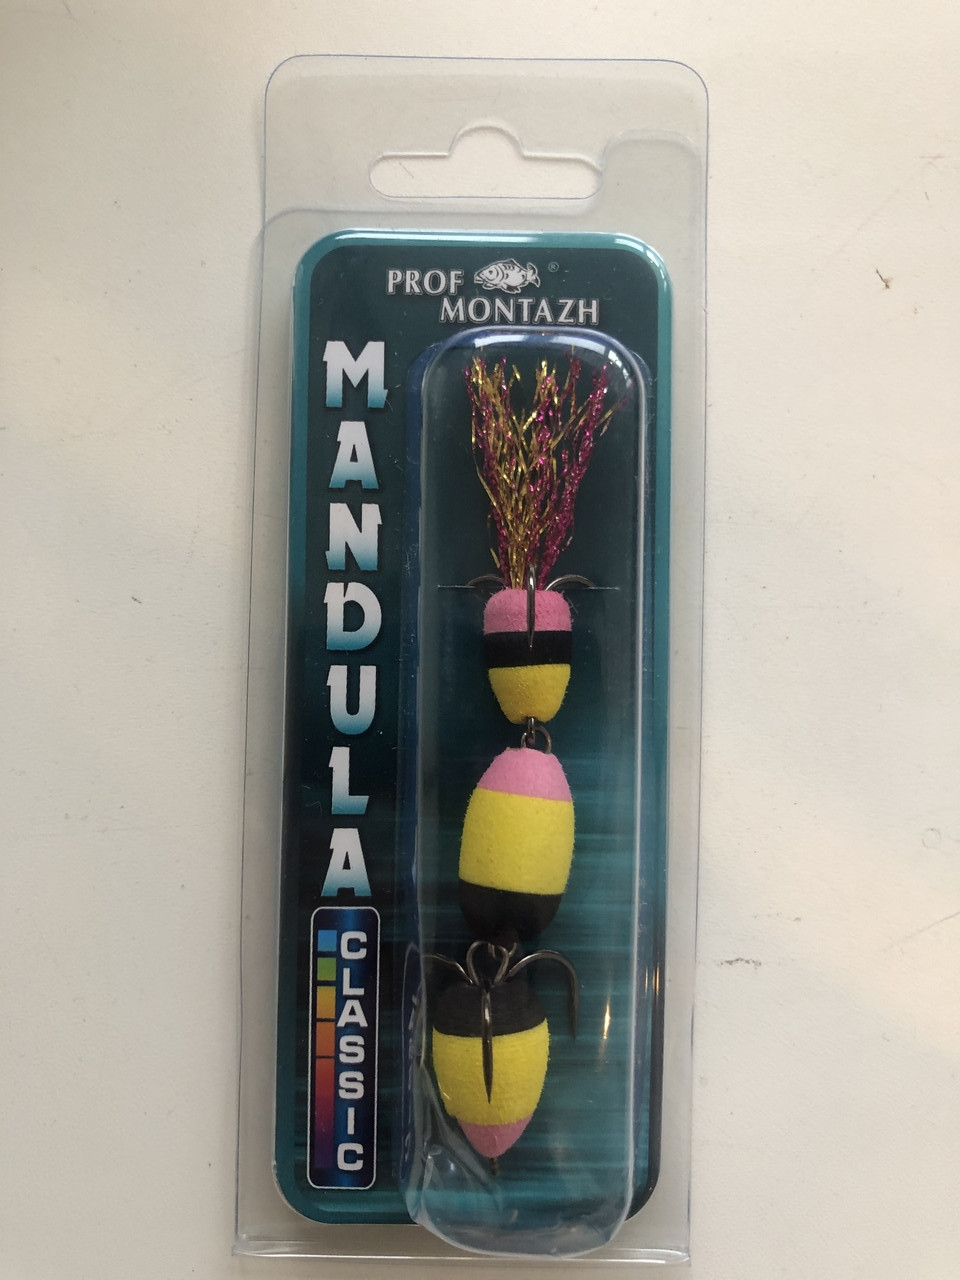 PROF ®
MONTAZH
MANDULA
CLASSIC